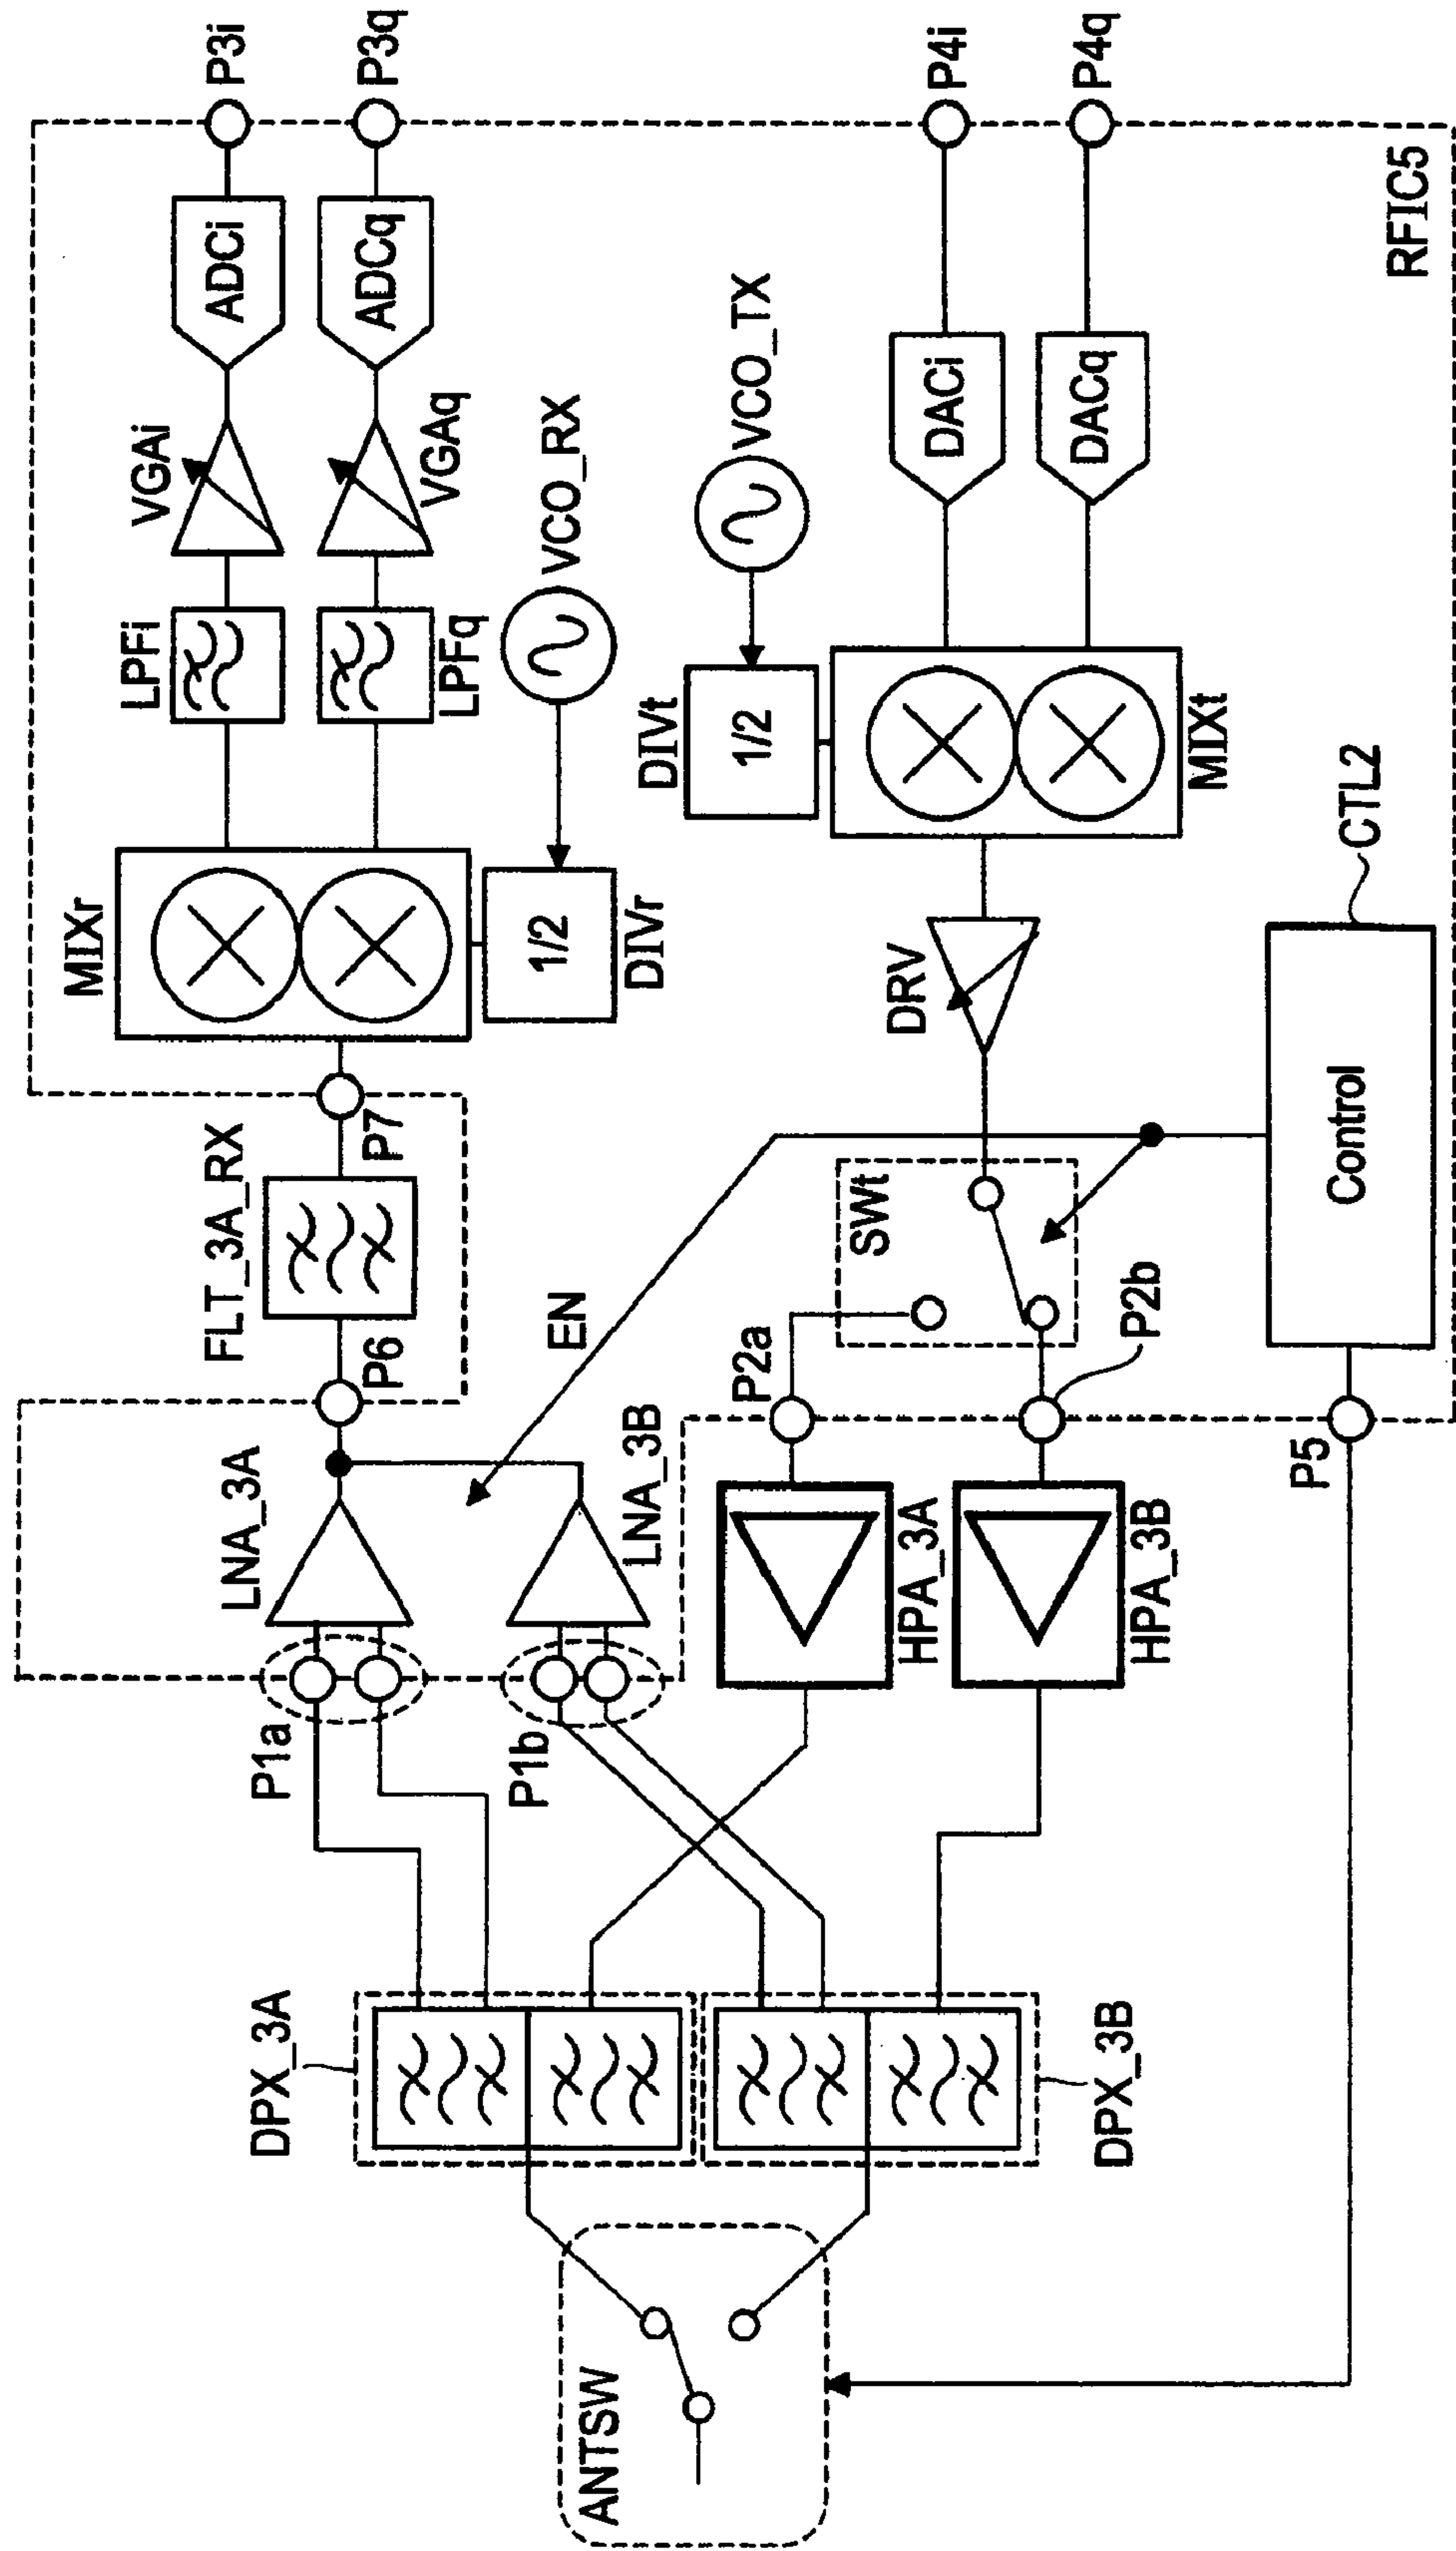 ANTSW
DPX_3A
DPX_3B
P1a
P1b
LNA_3A
LNA_3B
HPA_3A
HPA_3B
P2a
P2b
P5
EN
P6
FLT_3A_RX
P7
SWt
DRV
Control
CTL2
MIXr
1/2
DIVr
VCO_RX
LPFi
LPFq
VGAi
VGAq
ADCi
ADCq
P3i
P3q
MIXt
1/2
DIVt
VCO_TX
DACi
DACq
P4i
P4q
RFIC5